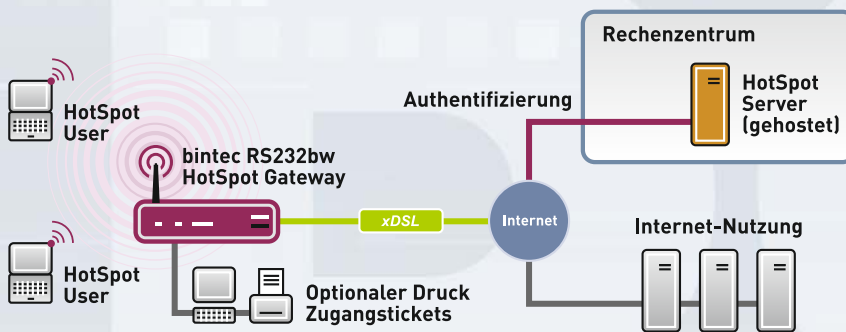 Rechenzentrum
HotSpot
Server
(gehostet)
Authentifizierung
HotSpot
User
bintec RS232bw
HotSpot Gateway
xDSL
Internet
Internet-Nutzung
HotSpot
User
Optionaler Druck
Zugangstickets